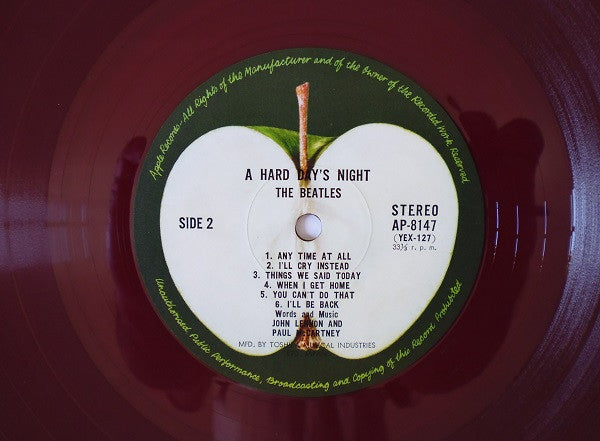 Apple Records · All Rights of the Manufacturer and of the Owner of the Recorded Work Reserved
A HARD DAY'S NIGHT
THE BEATLES
SIDE 2
STEREO
AP-8147
(YEX-127)
33⅓ r. p. m.
1. ANY TIME AT ALL
2. I'LL CRY INSTEAD
3. THINGS WE SAID TODAY
4. WHEN I GET HOME
5. YOU CAN'T DO THAT
6. I'LL BE BACK
Words and Music
JOHN LENNON AND
PAUL McCARTNEY
MFD. BY INDUSTRIES
Unauthorised Public Performance, Broadcasting and Copying of this Record Prohibited